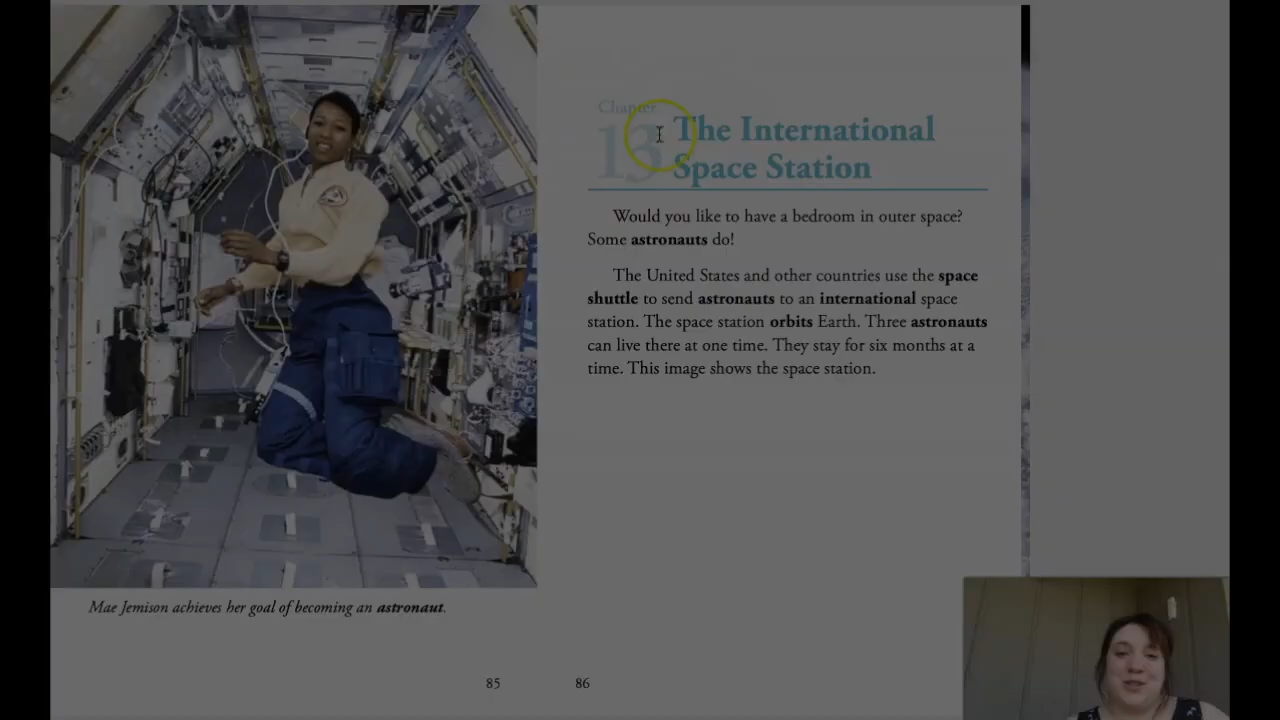 Mae Jemison achieves her goal of becoming an astronaut.
85
Chapter
13
The International
Space Station
Would you like to have a bedroom in outer space?
Some astronauts do!
The United States and other countries use the space
shuttle to send astronauts to an international space
station. The space station orbits Earth. Three astronauts
can live there at one time. They stay for six months at a
time. This image shows the space station.
86